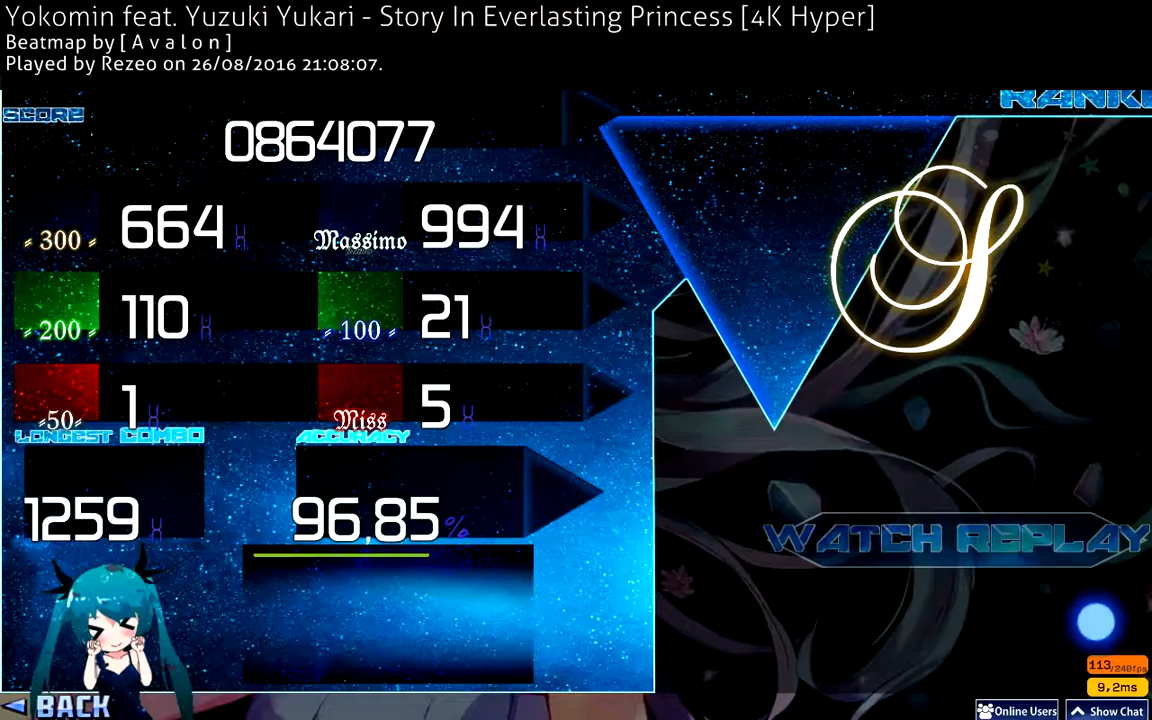 Yokomin feat. Yuzuki Yukari - Story In Everlasting Princess [4K Hyper]
Beatmap by [ A v a l o n ]
Played by Rezeo on 26/08/2016 21:08:07.
SCORE
RANKI
0864077
300 664 X Massimo 994 X
200 110 X 100 21 X
50 1 X Miss 5 X
LONGEST COMBO ACCURACY
1259 X 96,85 %
WATCH REPLAY
113/240fps
9,2ms
BACK
Online Users Show Chat